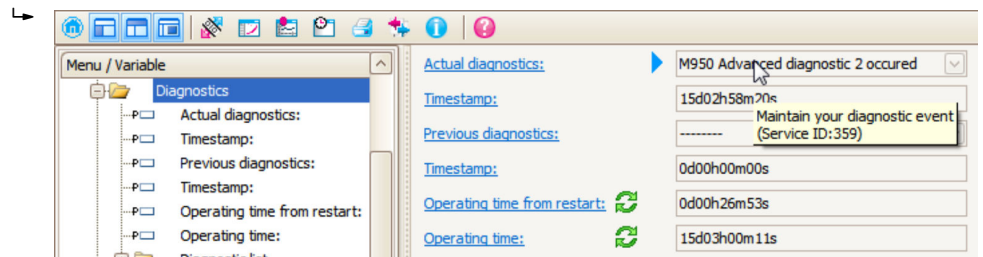 Menu / Variable
Diagnostics
Actual diagnostics:
Timestamp:
Previous diagnostics:
Timestamp:
Operating time from restart:
Operating time:
Actual diagnostics:
M950 Advanced diagnostic 2 occured
Timestamp:
15d02h58m20s
Maintain your diagnostic event
(Service ID:359)
Previous diagnostics:
--------
Timestamp:
0d00h00m00s
Operating time from restart:
0d00h26m53s
Operating time:
15d03h00m11s